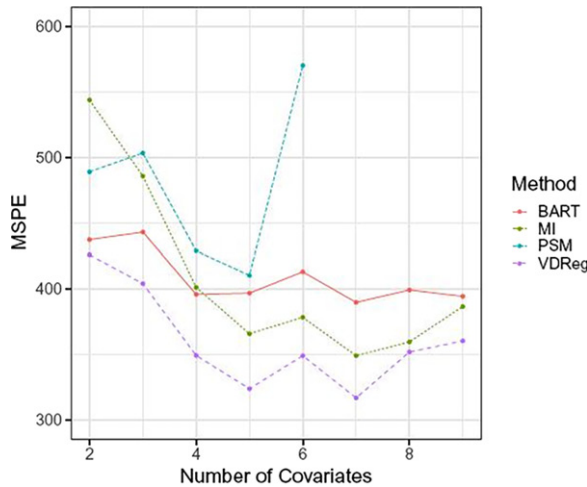 600
500
400
300
MSPE
2
4
6
8
Number of Covariates
Method
BART
MI
PSM
VDReg